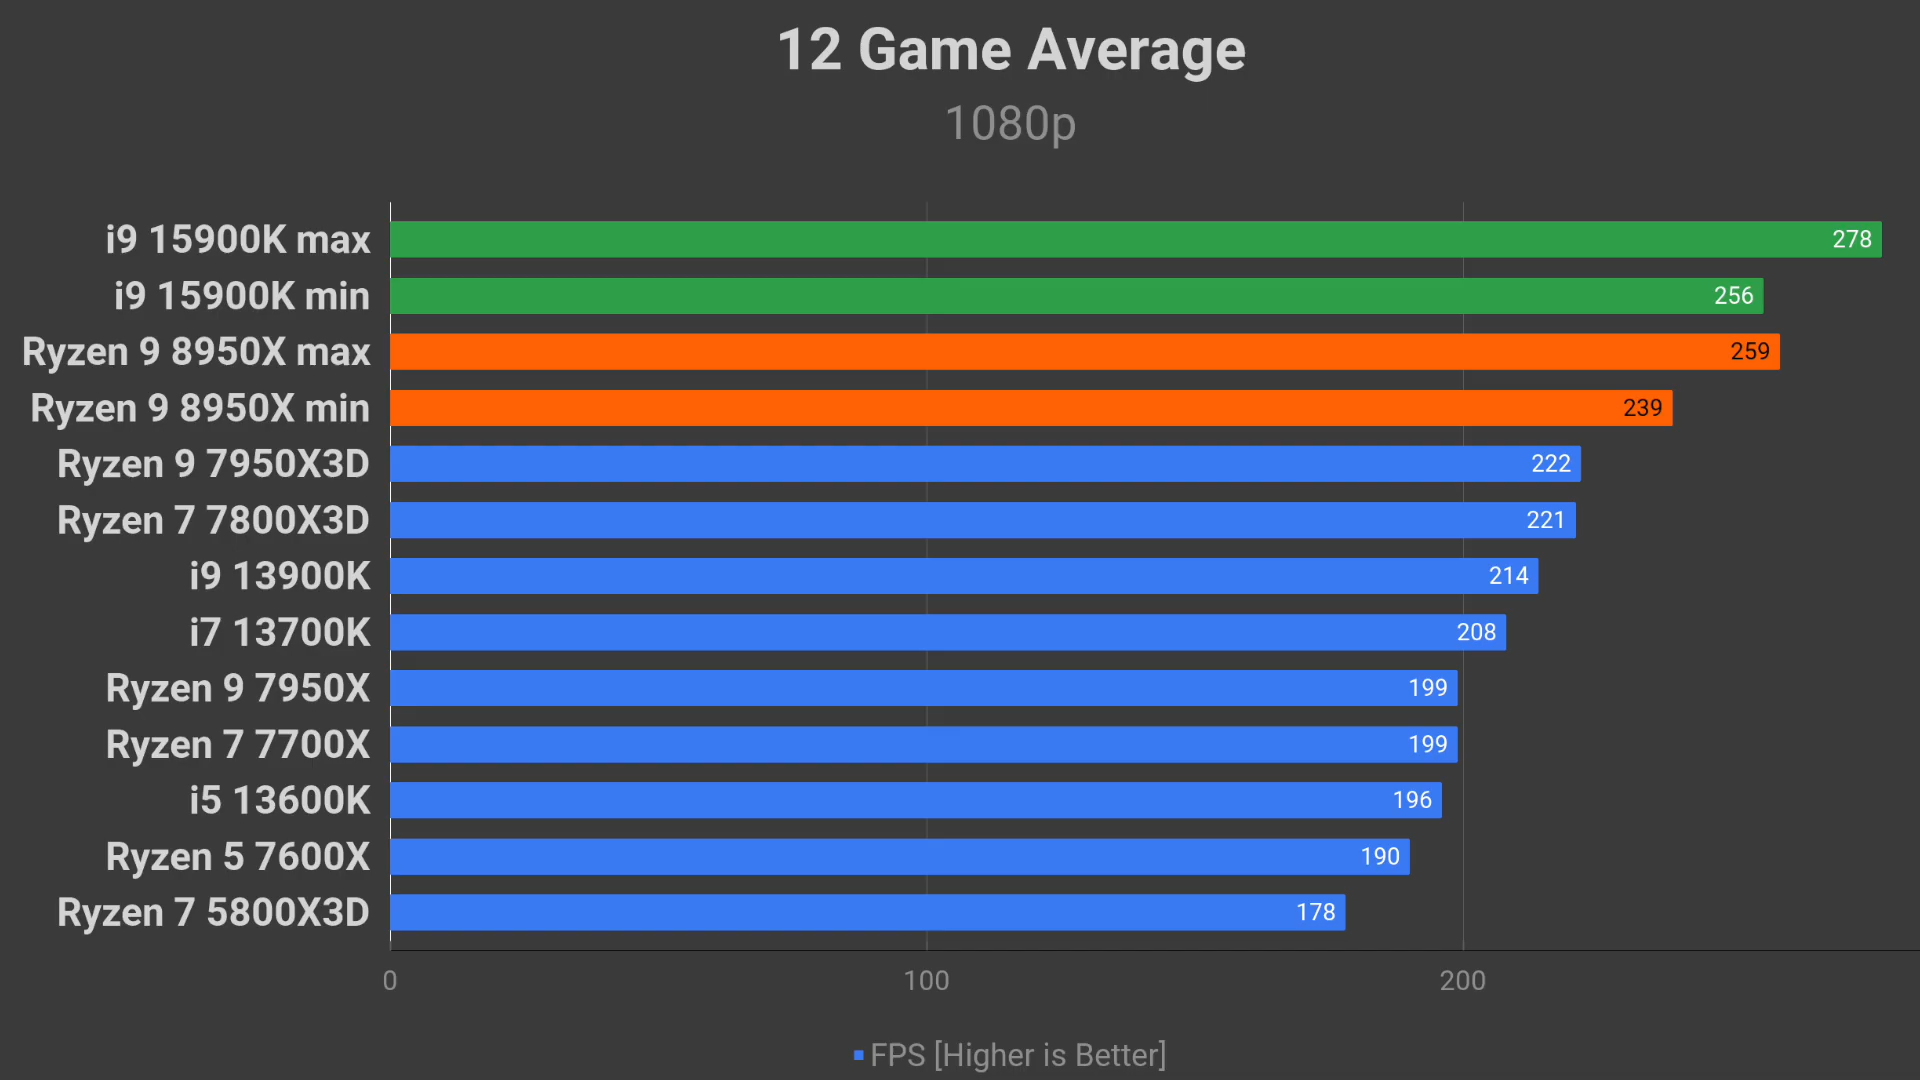 12 Game Average
1080p
i9 15900K max 278
i9 15900K min 256
Ryzen 9 8950X max 259
Ryzen 9 8950X min 239
Ryzen 9 7950X3D 222
Ryzen 7 7800X3D 221
i9 13900K 214
i7 13700K 208
Ryzen 9 7950X 199
Ryzen 7 7700X 199
i5 13600K 196
Ryzen 5 7600X 190
Ryzen 7 5800X3D 178
0 100 200
FPS [Higher is Better]